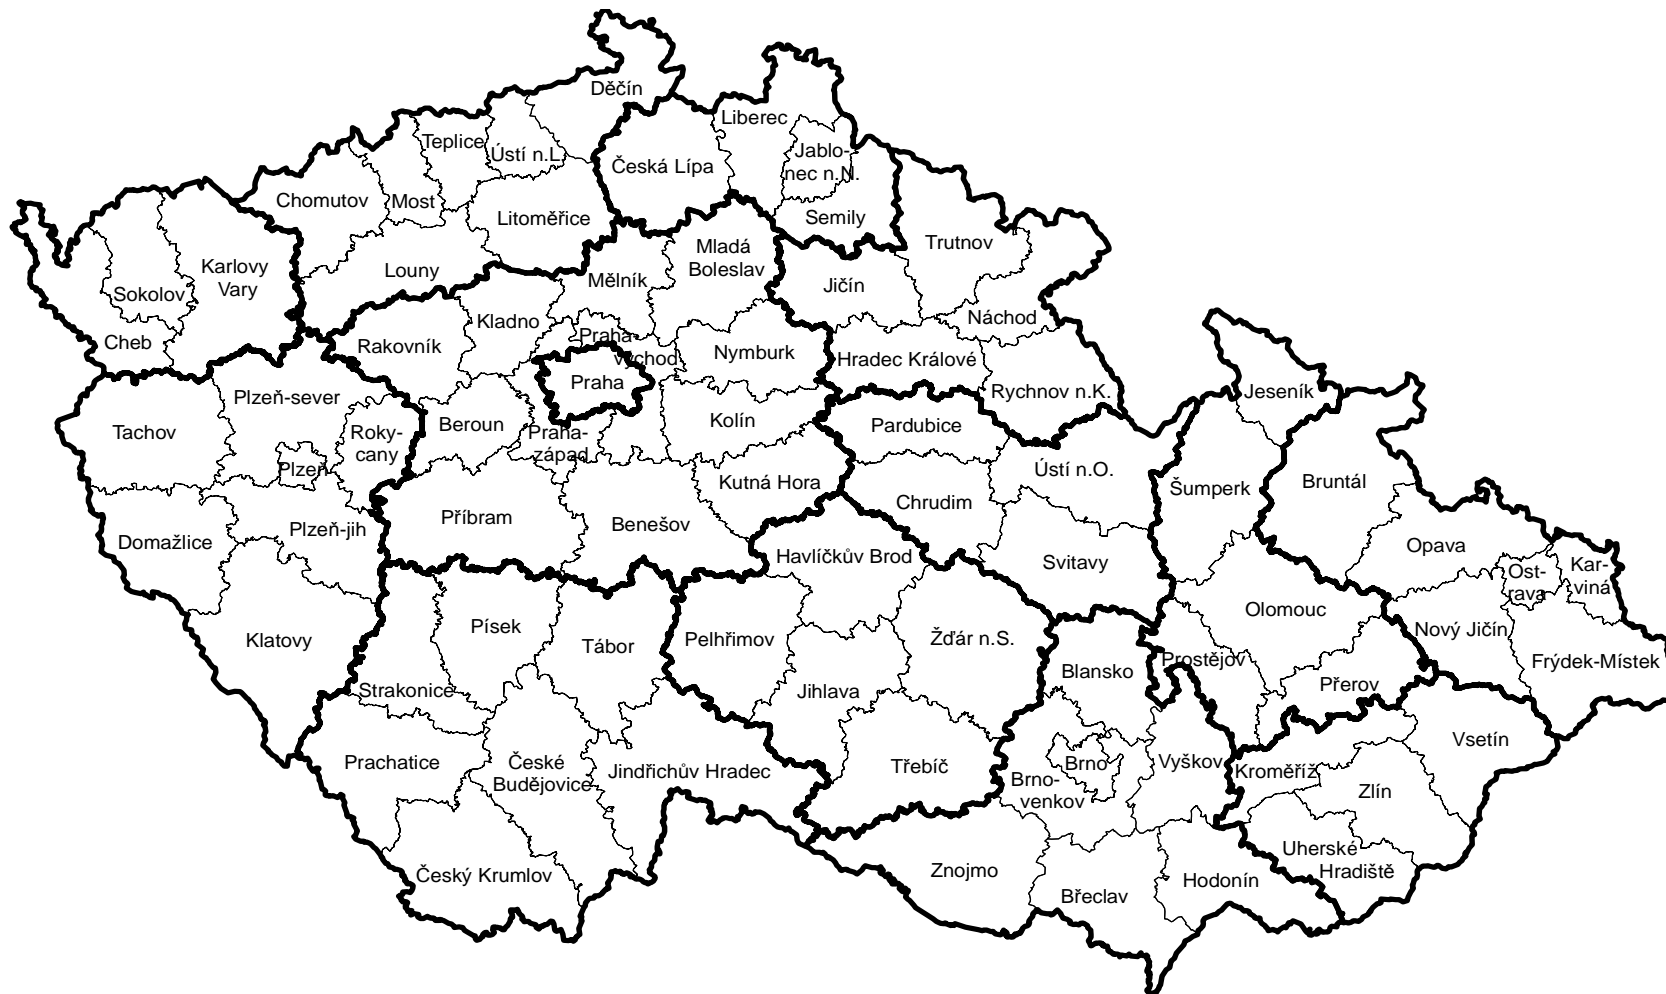 Děčín
Liberec
Teplice
Ústí n.L.
Česká Lípa
Jablo-
nec n.N.
Chomutov
Most
Litoměřice
Semily
Trutnov
Karlovy
Vary
Louny
Mladá
Boleslav
Mělník
Jičín
Sokolov
Cheb
Kladno
Náchod
Rakovník
Praha-
východ
Nymburk
Hradec Králové
Praha
Rychnov n.K.
Jeseník
Plzeň-sever
Tachov
Roky-
cany
Beroun
Praha-
západ
Kolín
Pardubice
Plzeň
Kutná Hora
Ústí n.O.
Chrudim
Šumperk
Bruntál
Domažlice
Plzeň-jih
Příbram
Benešov
Havlíčkův Brod
Svitavy
Opava
Ost-
rava
Kar-
viná
Klatovy
Písek
Tábor
Pelhřimov
Žďár n.S.
Olomouc
Nový Jičín
Frýdek-Místek
Strakonice
Jihlava
Blansko
Prostějov
Přerov
Prachatice
České
Budějovice
Jindřichův Hradec
Třebíč
Brno-
venkov
Brno
Vyškov
Kroměříž
Vsetín
Zlín
Český Krumlov
Znojmo
Břeclav
Hodonín
Uherské
Hradiště